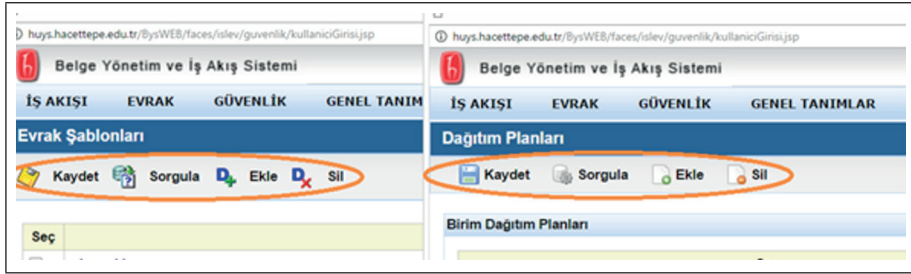 huys.hacettepe.edu.tr/BysWEB/faces/islev/guvenlik/kullaniciGirisi.jsp
Belge Yönetim ve İş Akış Sistemi
İŞ AKIŞI EVRAK GÜVENLİK GENEL TANIM
Evrak Şablonları
Kaydet Sorgula Ekle Sil
Seç
huys.hacettepe.edu.tr/BysWEB/faces/islev/guvenlik/kullaniciGirisi.jsp
Belge Yönetim ve İş Akış Sistemi
İŞ AKIŞI EVRAK GÜVENLİK GENEL TANIMLAR
Dağıtım Planları
Kaydet Sorgula Ekle Sil
Birim Dağıtım Planları